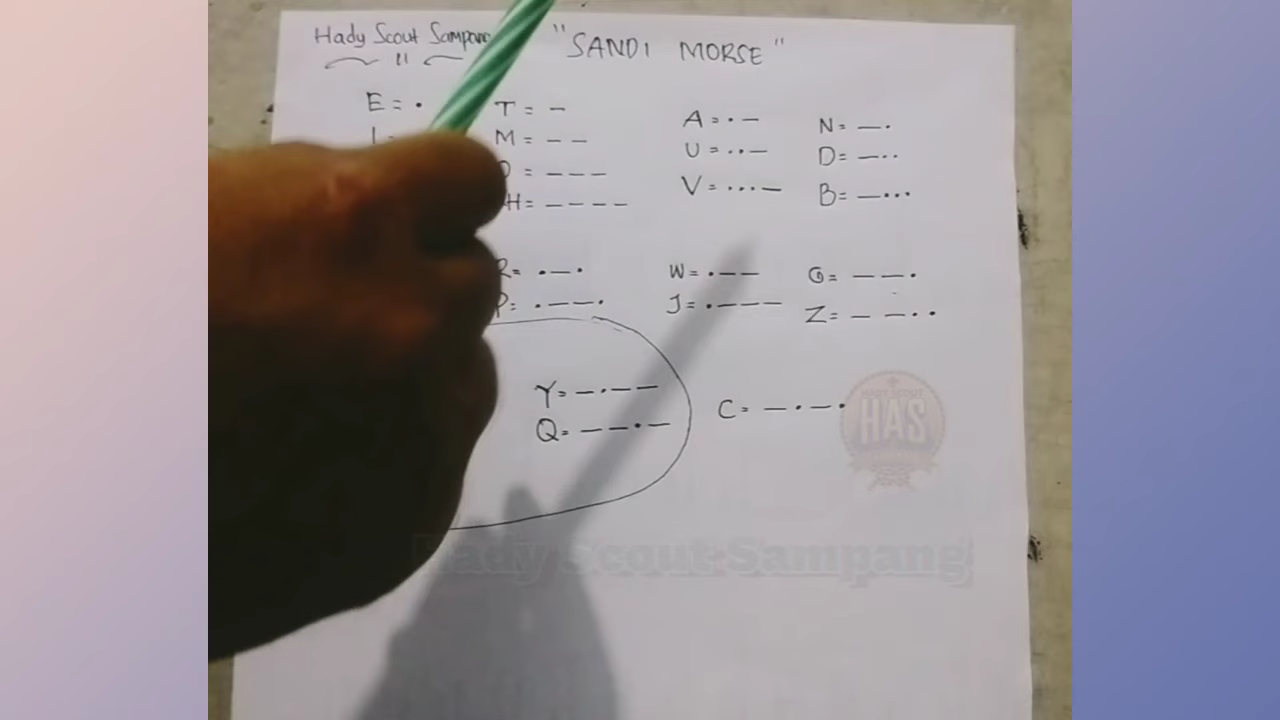 Hady Scout Sampang "SANDI MORSE"
E = • T = — A = • — N = — •
M = — — U = • • — D = — • •
= — — — V = • • • — B = — • • •
H = — — — —
R = • — • W = • — — G = — — •
P = • — — • J = • — — — Z = — — • •
Y = — • — — C = — • — •
Q = — — • —
HAS
Hady Scout Sampang